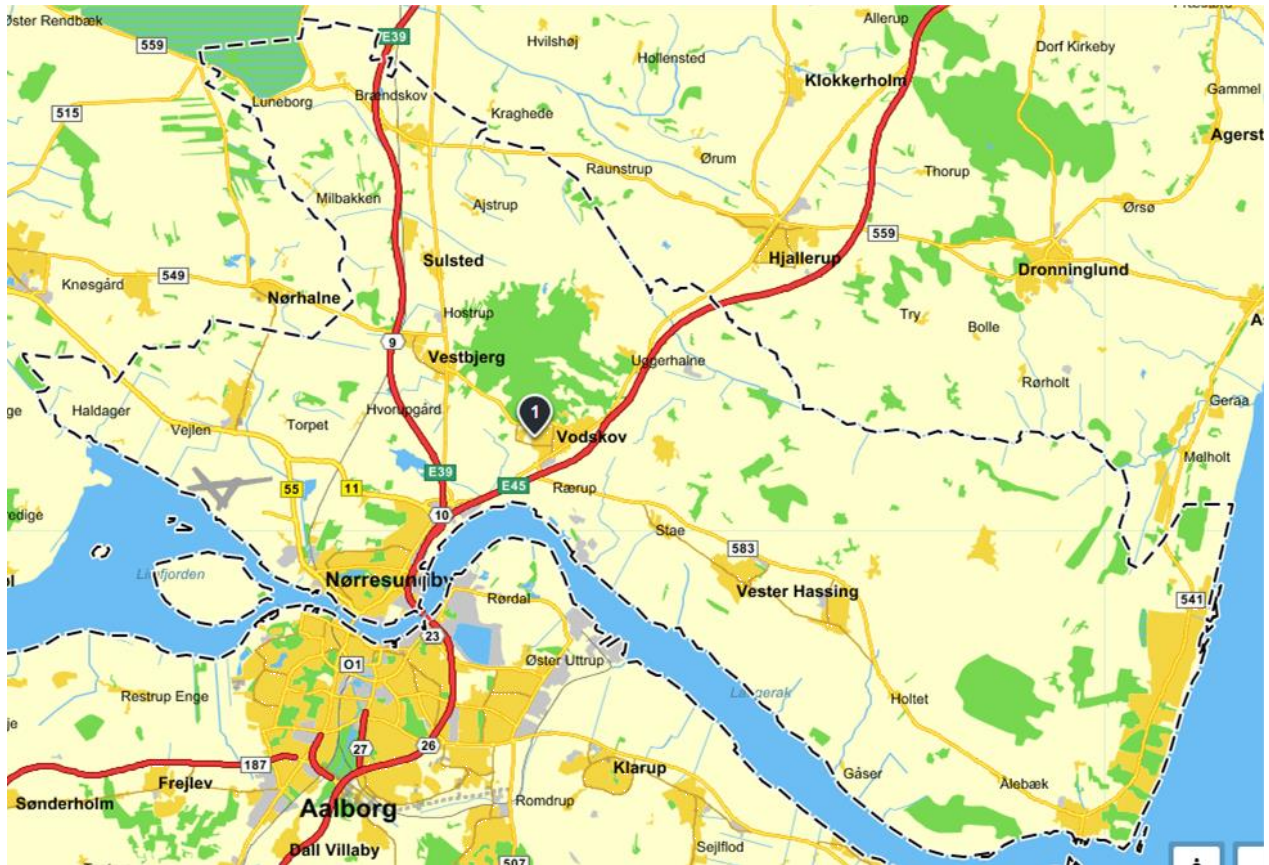 Øster Rendbæk
559
E39
Hvilshøj
Allerup
Hollensted
Dorf Kirkeby
Klokkerholm
Gammel
515
Luneborg
Brændskov
Kraghede
Agerst
Raunstrup
Ørum
Thorup
Milbakken
Ajstrup
Ørsø
559
Sulsted
Hjallerup
Dronninglund
549
Knøsgård
Nørhalne
Hostrup
Try
Bolle
9
Vestbjerg
Uggerhalne
Rørholt
Haldager
Hvorupgård
1
Geraa
Vejlen
Torpet
Vodskov
Melholt
E39
55
11
E45
Rærup
10
Stae
583
Limfjorden
Nørresundby
Rørdal
Vester Hassing
541
23
O1
Øster Uttrup
Restrup Enge
Langerak
Holtet
27
26
187
Frejlev
Klarup
Gåser
Ålebæk
Sønderholm
Aalborg
Romdrup
Dall Villaby
Sejlflod
507